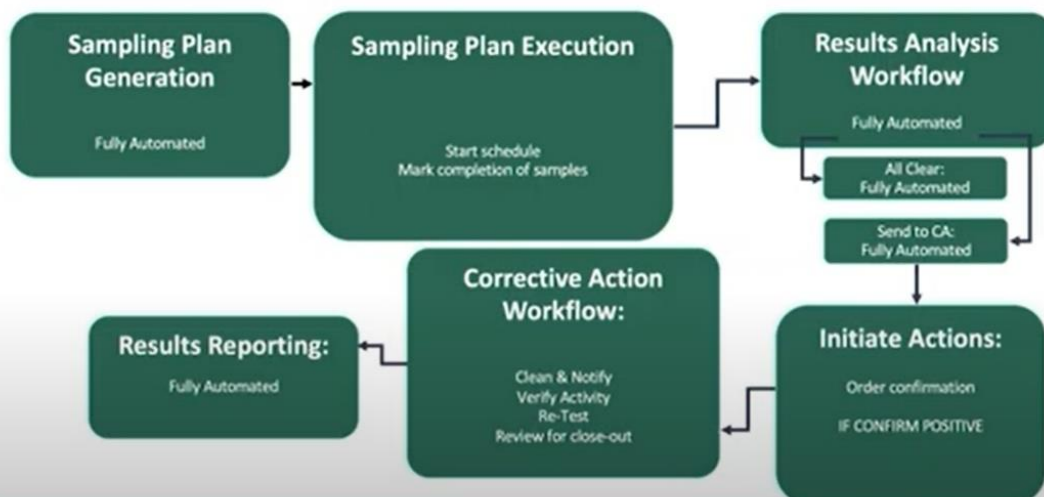 Sampling Plan
Generation
Fully Automated
Sampling Plan Execution
Start schedule
Mark completion of samples
Results Analysis
Workflow
Fully Automated
All Clear:
Fully Automated
Send to CA:
Fully Automated
Initiate Actions:
Order confirmation
IF CONFIRM POSITIVE
Corrective Action
Workflow:
Clean & Notify
Verify Activity
Re-Test
Review for close-out
Results Reporting:
Fully Automated